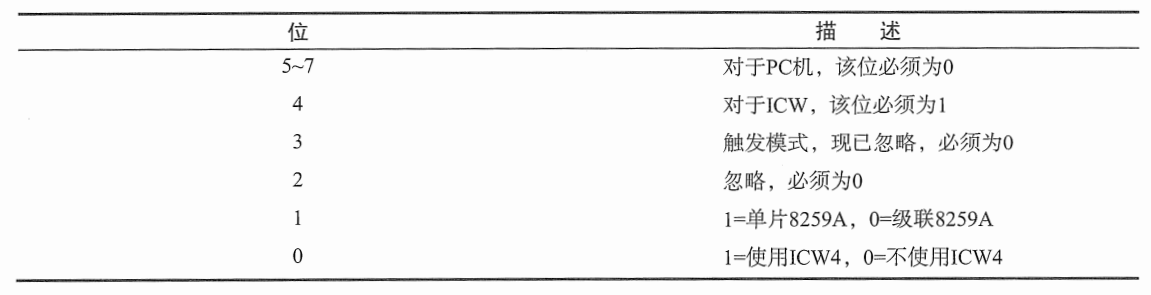 位 描 述
5~7 对于PC机，该位必须为0
4 对于ICW，该位必须为1
3 触发模式，现已忽略，必须为0
2 忽略，必须为0
1 1=单片8259A，0=级联8259A
0 1=使用ICW4，0=不使用ICW4